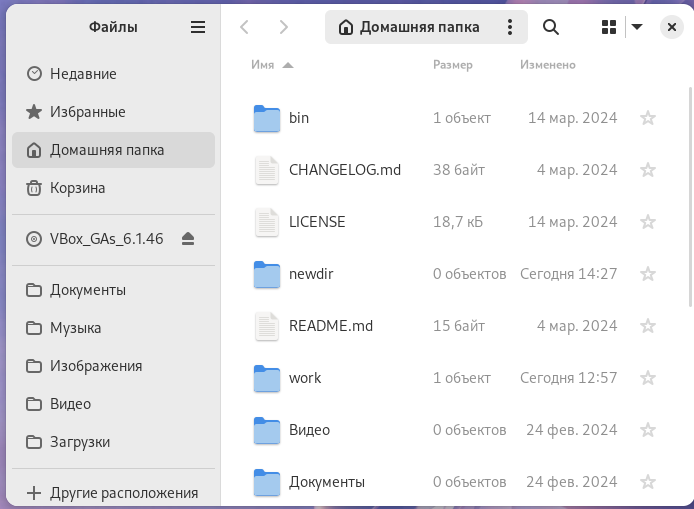 Файлы
Домашняя папка
Недавние
Избранные
Домашняя папка
Корзина
VBox_GAs_6.1.46
Документы
Музыка
Изображения
Видео
Загрузки
Другие расположения
Имя Размер Изменено
bin 1 объект 14 мар. 2024
CHANGELOG.md 38 байт 4 мар. 2024
LICENSE 18,7 кБ 14 мар. 2024
newdir 0 объектов Сегодня 14:27
README.md 15 байт 4 мар. 2024
work 1 объект Сегодня 12:57
Видео 0 объектов 24 фев. 2024
Документы 0 объектов 24 фев. 2024